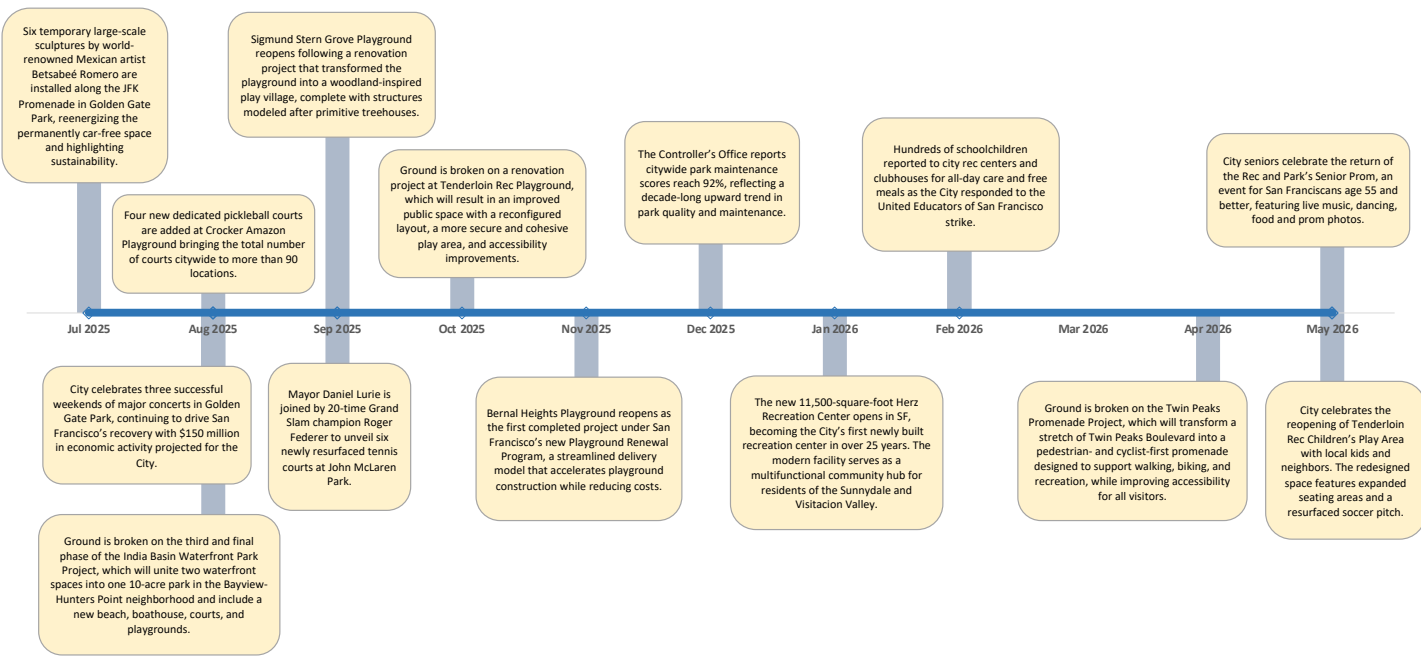 Six temporary large-scale
sculptures by world-
renowned Mexican artist
Betsabeé Romero are
installed along the JFK
Promenade in Golden Gate
Park, reenergizing the
permanently car-free space
and highlighting
sustainability.
Four new dedicated pickleball courts
are added at Crocker Amazon
Playground bringing the total number
of courts citywide to more than 90
locations.
Sigmund Stern Grove Playground
reopens following a renovation
project that transformed the
playground into a woodland-inspired
play village, complete with structures
modeled after primitive treehouses.
Ground is broken on a renovation
project at Tenderloin Rec Playground,
which will result in an improved
public space with a reconfigured
layout, a more secure and cohesive
play area, and accessibility
improvements.
The Controller’s Office reports
citywide park maintenance
scores reach 92%, reflecting a
decade-long upward trend in
park quality and maintenance.
Hundreds of schoolchildren
reported to city rec centers and
clubhouses for all-day care and free
meals as the City responded to the
United Educators of San Francisco
strike.
City seniors celebrate the return of
the Rec and Park’s Senior Prom, an
event for San Franciscans age 55 and
better, featuring live music, dancing,
food and prom photos.
Jul 2025
Aug 2025
Sep 2025
Oct 2025
Nov 2025
Dec 2025
Jan 2026
Feb 2026
Mar 2026
Apr 2026
May 2026
City celebrates three successful
weekends of major concerts in Golden
Gate Park, continuing to drive San
Francisco’s recovery with $150 million
in economic activity projected for the
City.
Ground is broken on the third and final
phase of the India Basin Waterfront Park
Project, which will unite two waterfront
spaces into one 10-acre park in the Bayview-
Hunters Point neighborhood and include a
new beach, boathouse, courts, and
playgrounds.
Mayor Daniel Lurie is
joined by 20-time Grand
Slam champion Roger
Federer to unveil six
newly resurfaced tennis
courts at John McLaren
Park.
Bernal Heights Playground reopens as
the first completed project under San
Francisco’s new Playground Renewal
Program, a streamlined delivery
model that accelerates playground
construction while reducing costs.
The new 11,500-square-foot Herz
Recreation Center opens in SF,
becoming the City’s first newly built
recreation center in over 25 years. The
modern facility serves as a
multifunctional community hub for
residents of the Sunnydale and
Visitacion Valley.
Ground is broken on the Twin Peaks
Promenade Project, which will transform a
stretch of Twin Peaks Boulevard into a
pedestrian- and cyclist-first promenade
designed to support walking, biking, and
recreation, while improving accessibility
for all visitors.
City celebrates the
reopening of Tenderloin
Rec Children’s Play Area
with local kids and
neighbors. The redesigned
space features expanded
seating areas and a
resurfaced soccer pitch.